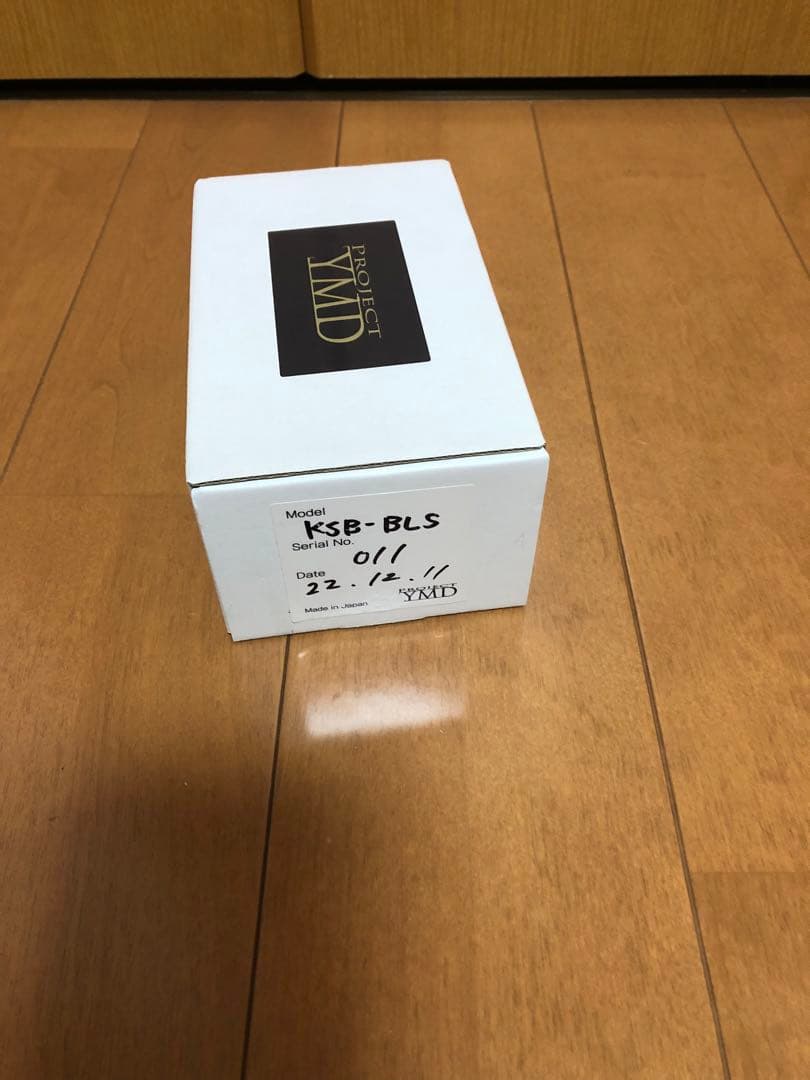 PROJECT
YMD
Model
KSB-BLS
Serial No.
011
Date
22.12.11
Made in Japan
PROJECT
YMD